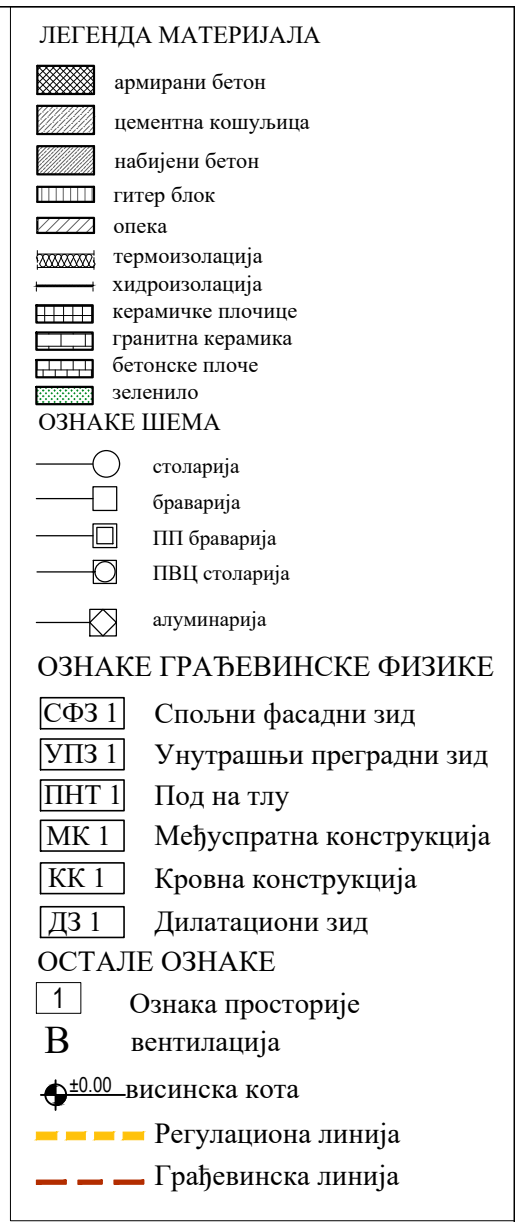 ЛЕГЕНДА МАТЕРИЈАЛА
армирани бетон
цементна кошуљица
набијени бетон
гитер блок
опека
термоизолација
хидроизолација
керамичке плочице
гранитна керамика
бетонске плоче
зеленило
ОЗНАКЕ ШЕМА
столарија
браварија
ПП браварија
ПВЦ столарија
алуминарија
ОЗНАКЕ ГРАЂЕВИНСКЕ ФИЗИКЕ
СФЗ 1 Спољни фасадни зид
УПЗ 1 Унутрашњи преградни зид
ПНТ 1 Под на тлу
МК 1 Међуспратна конструкција
КК 1 Кровна конструкција
ДЗ 1 Дилатациони зид
ОСТАЛЕ ОЗНАКЕ
1 Ознака просторије
В вентилација
±0.00 висинска кота
Регулациона линија
Грађевинска линија